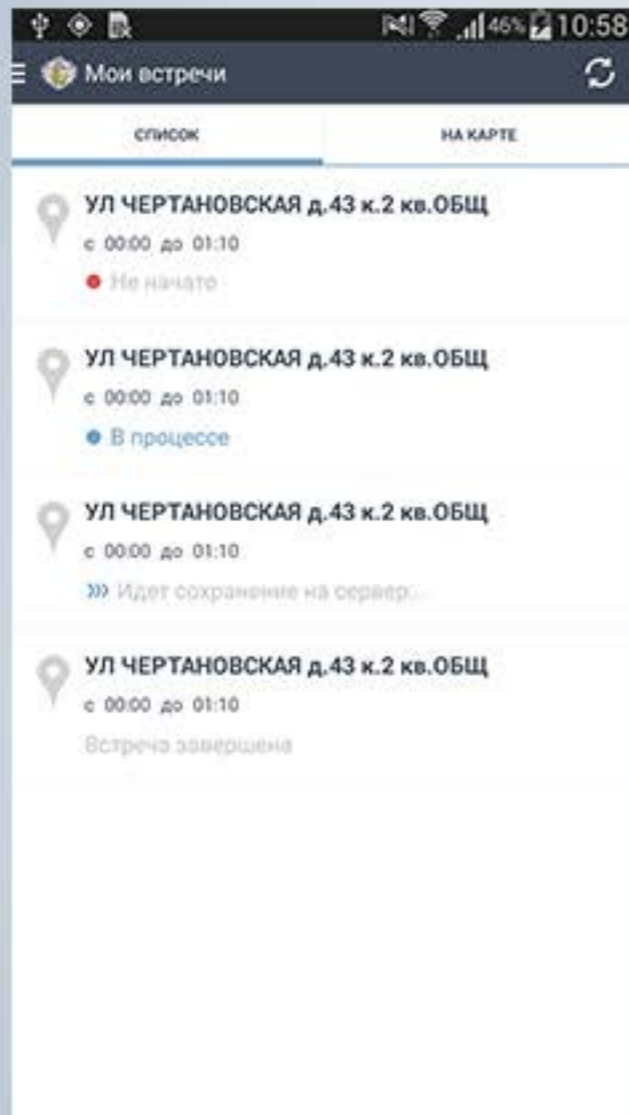 46% 10:58
Мои встречи
СПИСОК НА КАРТЕ
УЛ ЧЕРТАНОВСКАЯ д.43 к.2 кв.ОБЩ
с 00:00 до 01:10
Не начато
УЛ ЧЕРТАНОВСКАЯ д.43 к.2 кв.ОБЩ
с 00:00 до 01:10
В процессе
УЛ ЧЕРТАНОВСКАЯ д.43 к.2 кв.ОБЩ
с 00:00 до 01:10
Идет сохранение на сервер...
УЛ ЧЕРТАНОВСКАЯ д.43 к.2 кв.ОБЩ
с 00:00 до 01:10
Встреча завершена